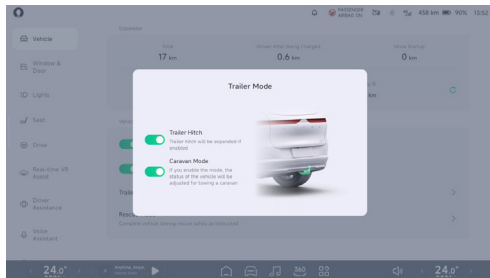 PASSENGER
AIRBAG ON
458 km
90%
13:52
Vehicle
Window &
Door
Lights
Seat
Drive
Real-time VR
Assist
Driver
Assistance
Voice
Assistant
Total
17 km
Driven After Being Charged
0.6 km
Since Startup
0 km
km
Trailer Mode
Trailer Hitch
Trailer hitch will be expanded if
enabled
Caravan Mode
If you enable the mode, the
status of the vehicle will be
adjusted for towing a caravan
Complete vehicle towing rescue safely as instructed
24.0°
360
24.0°